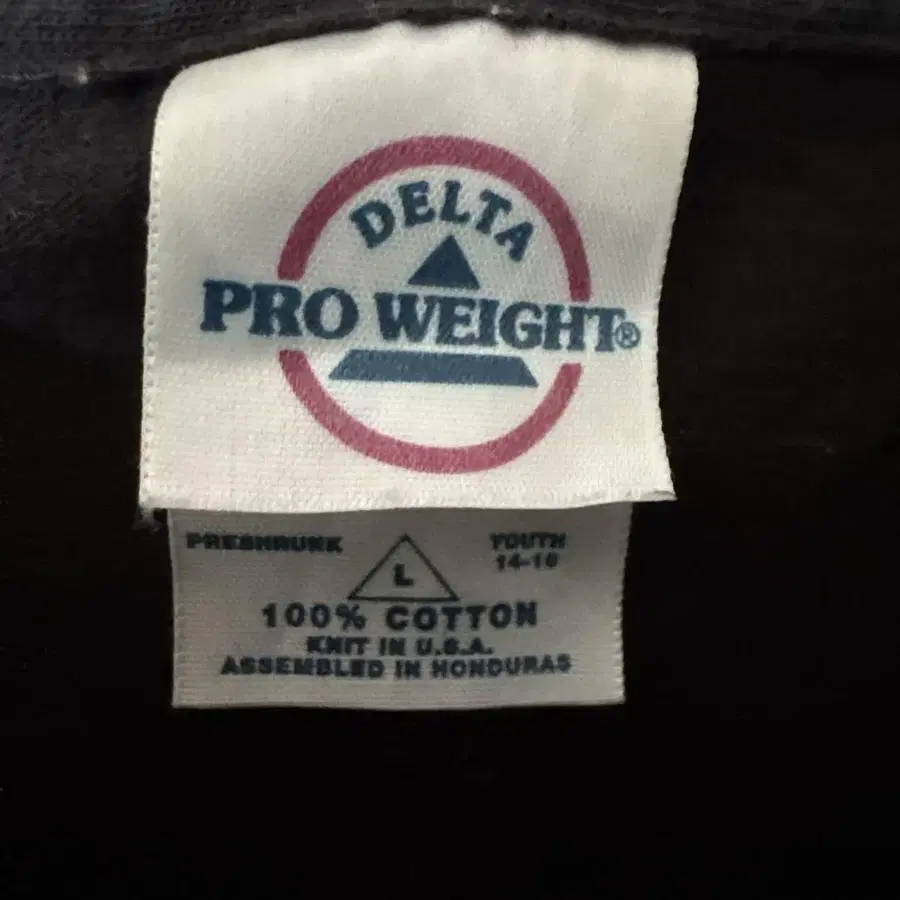 DELTA
PRO WEIGHT®
PRESHRUNK
L
YOUTH
14-16
100% COTTON
KNIT IN U.S.A.
ASSEMBLED IN HONDURAS